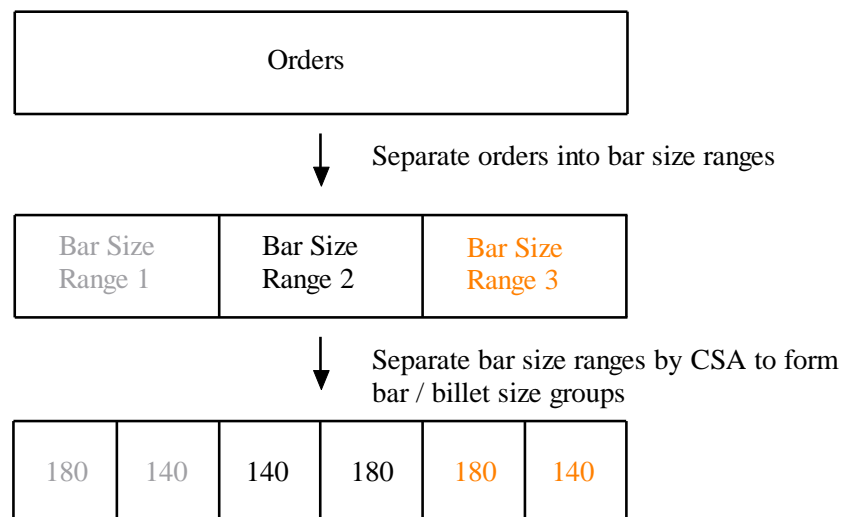 Orders
Separate orders into bar size ranges
Bar Size
Range 1
Bar Size
Range 2
Bar Size
Range 3
Separate bar size ranges by CSA to form
bar / billet size groups
180 140 140 180 180 140